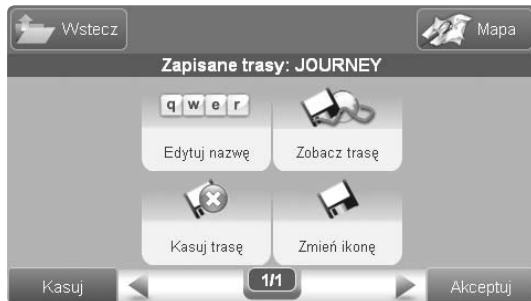 Wstecz
Mapa
Zapisane trasy: JOURNEY
q w e r
Edytuj nazwę
Zobacz trasę
Kasuj trasę
Zmień ikonę
Kasuj
1/1
Akceptuj